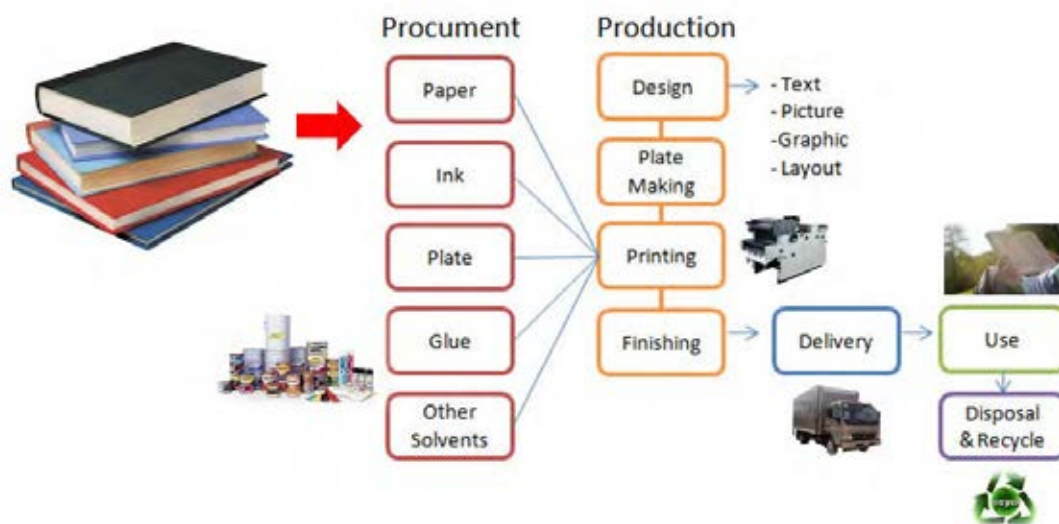 Procument
Production
Paper
Ink
Plate
Glue
Other
Solvents
Design
Plate
Making
Printing
Finishing
- Text
- Picture
-Graphic
- Layout
Delivery
Use
Disposal
& Recycle